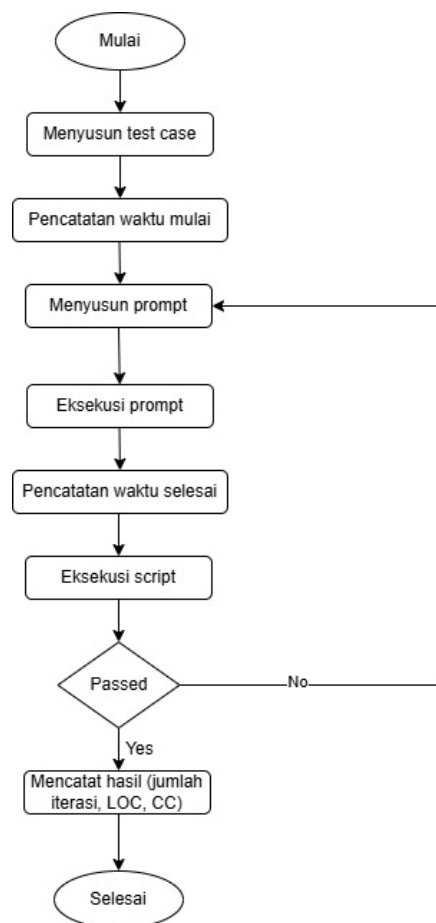 Mulai
Menyusun test case
Pencatatan waktu mulai
Menyusun prompt
Eksekusi prompt
Pencatatan waktu selesai
Eksekusi script
Passed
No
Yes
Mencatat hasil (jumlah
iterasi, LOC, CC)
Selesai